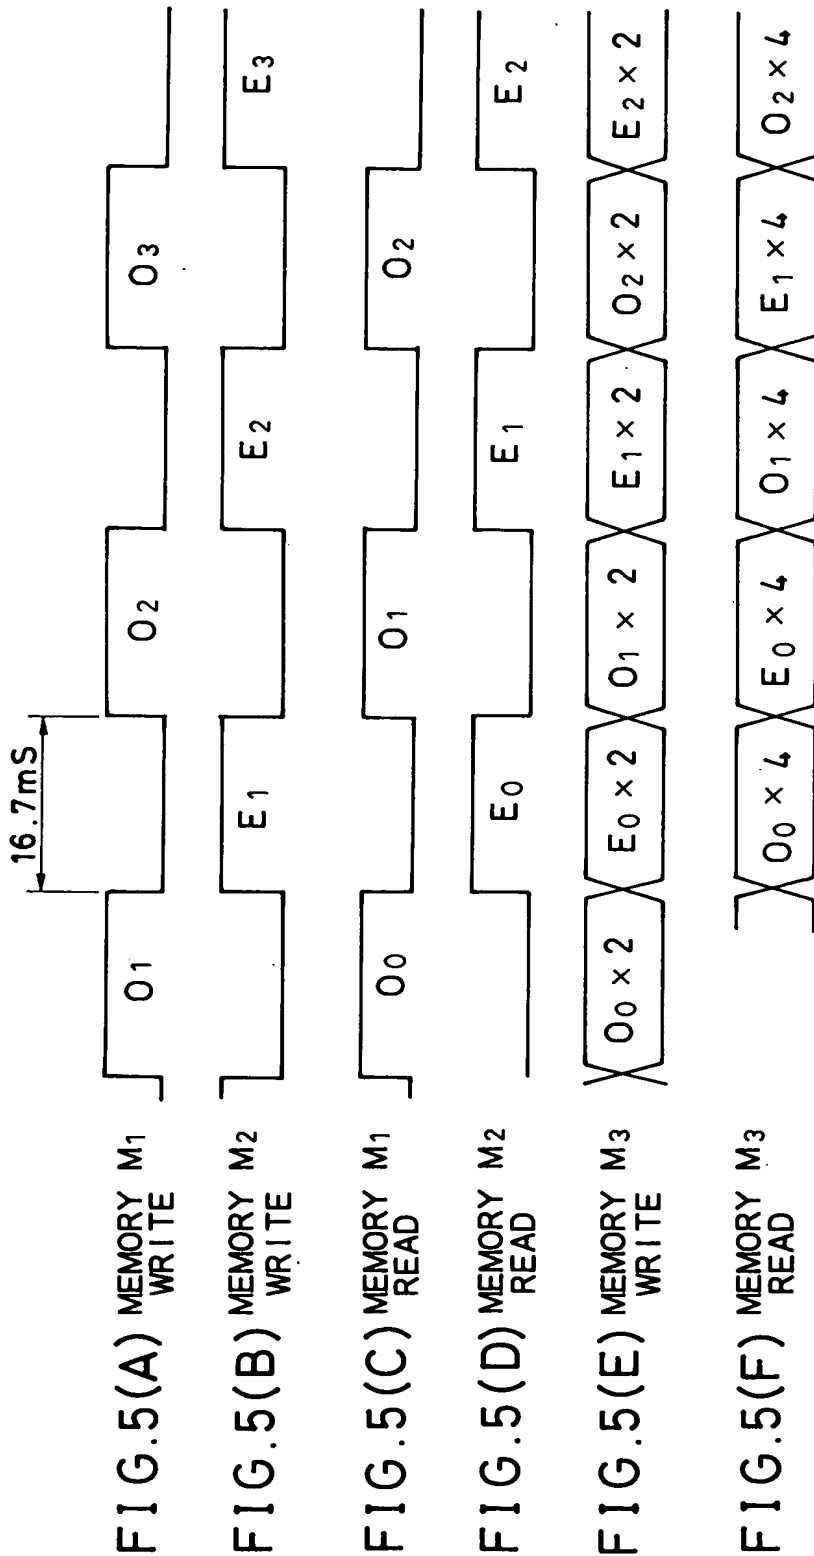 16.7mS
FIG.5(A) MEMORY M1 WRITE O1 O2 O3
FIG.5(B) MEMORY M2 WRITE E1 E2 E3
FIG.5(C) MEMORY M1 READ O0 O1 O2
FIG.5(D) MEMORY M2 READ E0 E1 E2
FIG.5(E) MEMORY M3 WRITE O0 × 2 E0 × 2 O1 × 2 E1 × 2 O2 × 2 E2 × 2
FIG.5(F) MEMORY M3 READ O0 × 4 E0 × 4 O1 × 4 E1 × 4 O2 × 4